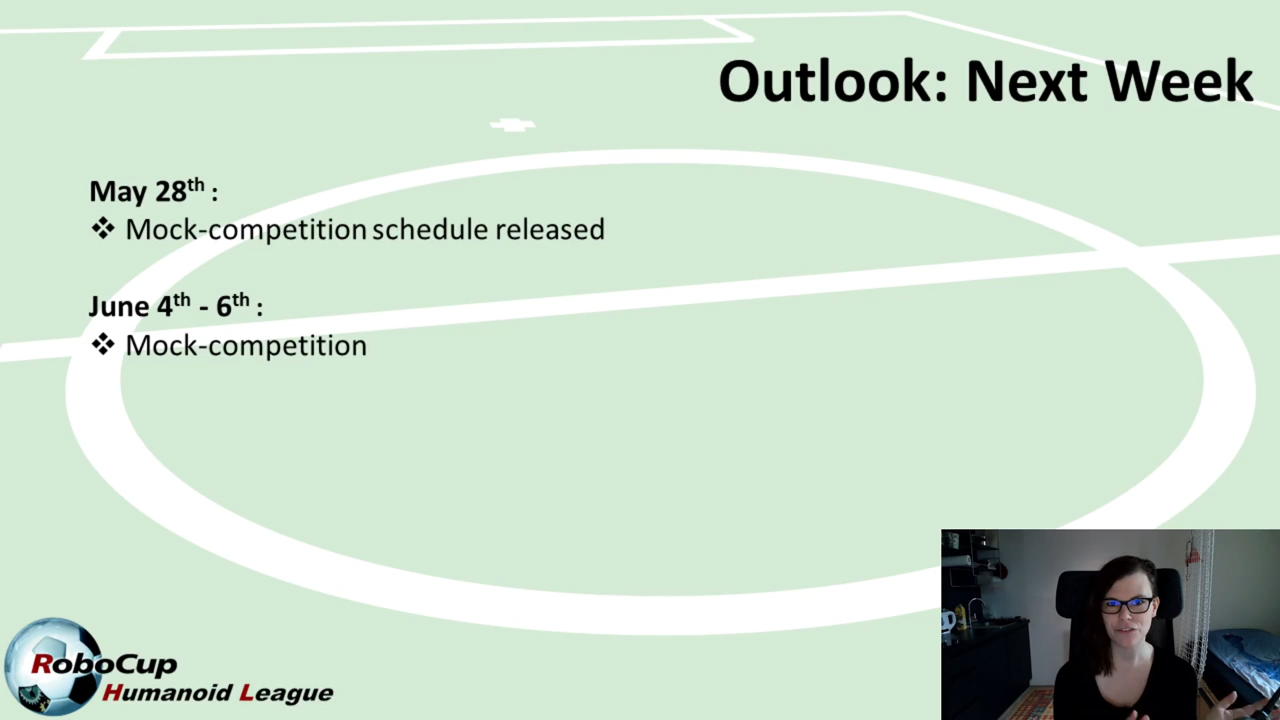 Outlook: Next Week
May 28th :
❖ Mock-competition schedule released
June 4th - 6th :
❖ Mock-competition
RoboCup
Humanoid League